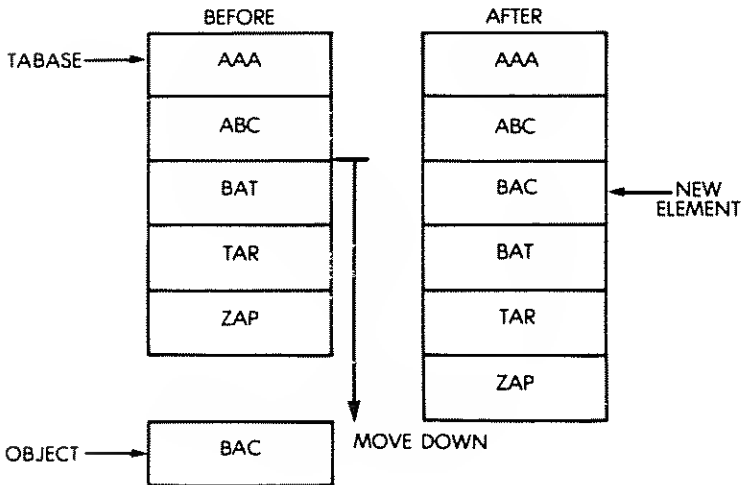 BEFORE
TABASE
AAA
ABC
BAT
TAR
ZAP
OBJECT
BAC
MOVE DOWN
AFTER
AAA
ABC
BAC
NEW
ELEMENT
BAT
TAR
ZAP